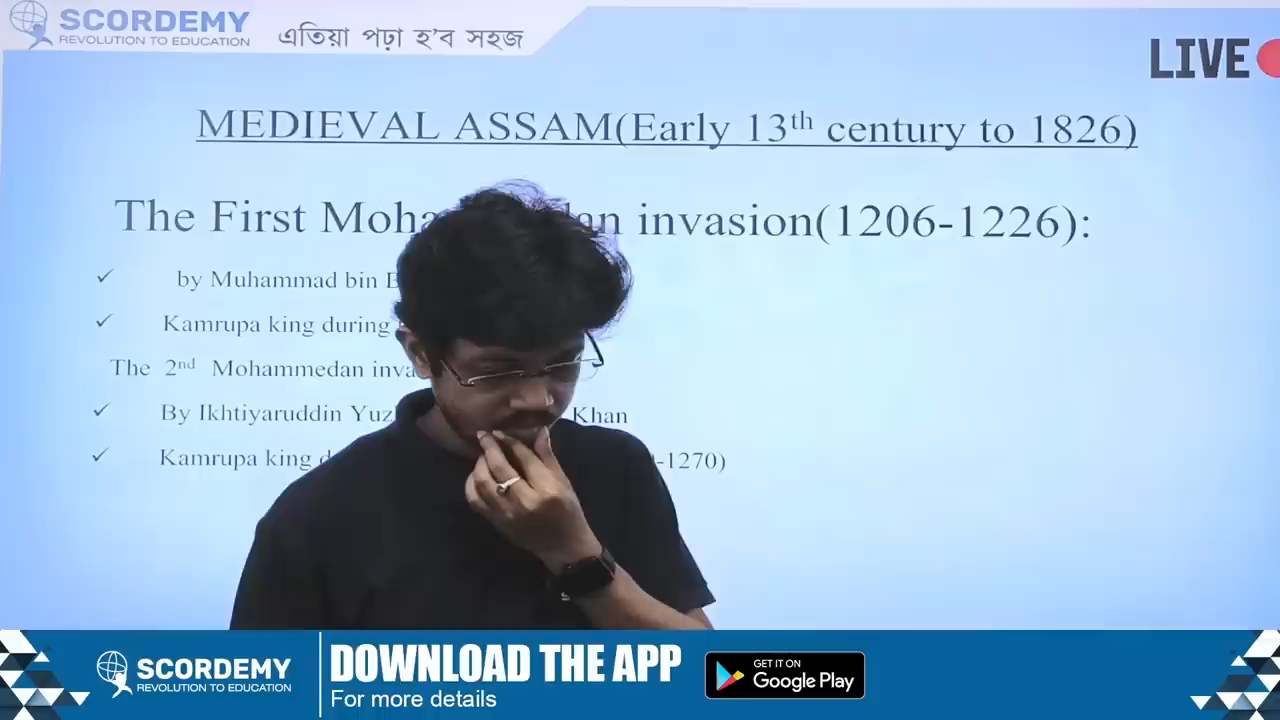 SCORDEMY
REVOLUTION TO EDUCATION
এতিয়া পঢ়া হ'ব সহজ
LIVE
MEDIEVAL ASSAM(Early 13th century to 1826)
The First Moha dan invasion(1206-1226):
✓ by Muhammad bin B
✓ Kamrupa king during
The 2nd Mohammedan inva
✓ By Ikhtiyaruddin Yuz Khan
✓ Kamrupa king d -1270)
SCORDEMY
REVOLUTION TO EDUCATION
DOWNLOAD THE APP
For more details
GET IT ON
Google Play